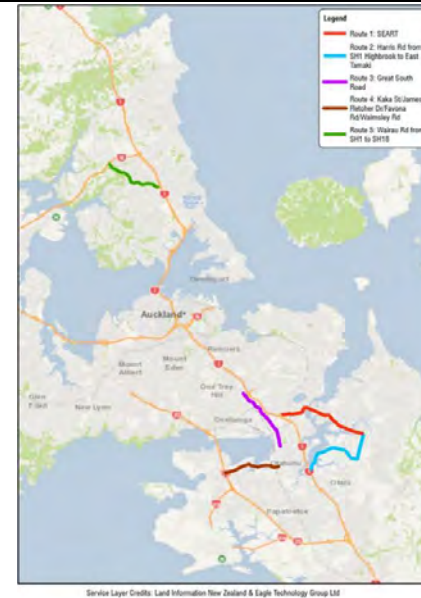 Legend
Route 1: SEART
Route 2: Harris Rd from
SH1 Highbrook to East
Tamaki
Route 3: Great South
Road
Route 4: Kaka St/James
Fletcher Dr/Favona
Rd/Walmsley Rd
Route 5: Wairau Rd from
SH1 to SH18
Devonport
Auckland
Remuera
Mount
Albert
Mount
Eden
One Tree
Hill
New Lynn
Onehunga
Otahuhu
Otara
Papatoetoe
Service Layer Credits: Land Information New Zealand & Eagle Technology Group Ltd